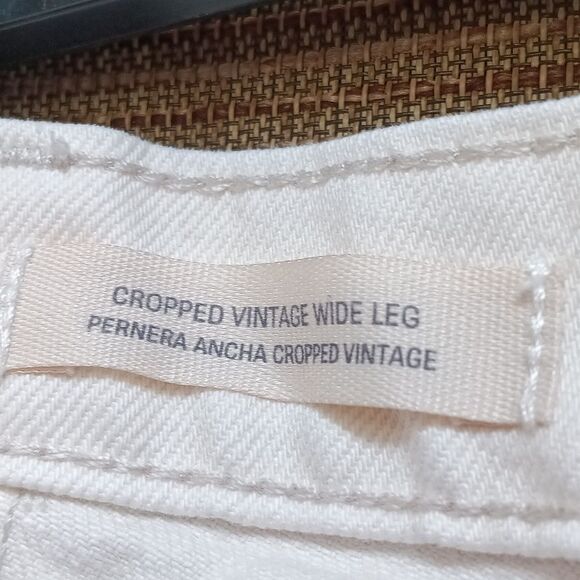 CROPPED VINTAGE WIDE LEG
PERNERA ANCHA CROPPED VINTAGE